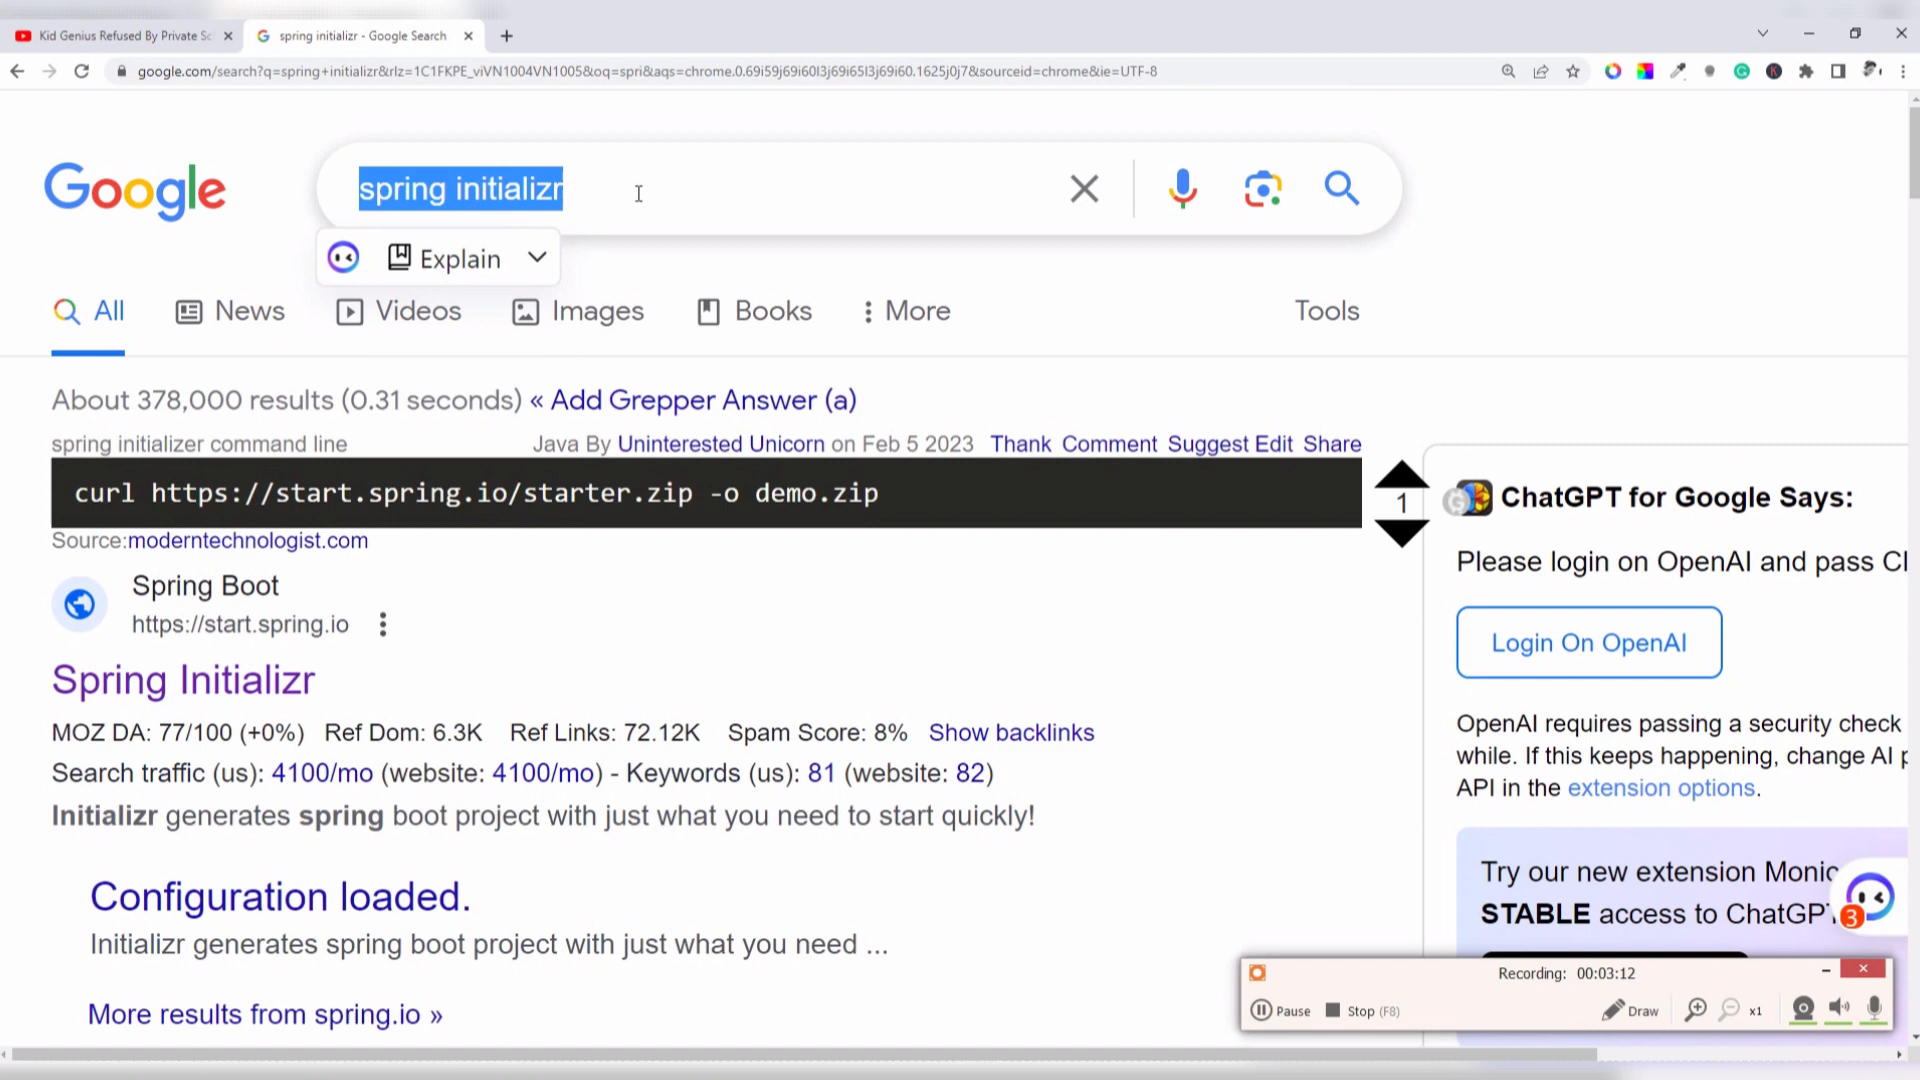 Kid Genius Refused By Private Sc
spring initializr - Google Search
google.com/search?q=spring+initializr&rlz=1C1FKPE_viVN1004VN1005&oq=spri&aqs=chrome.0.69i59j69i60l3j69i65l3j69i60.1625j0j7&sourceid=chrome&ie=UTF-8
Google
spring initializr
Explain
All
News
Videos
Images
Books
More
Tools
About 378,000 results (0.31 seconds) « Add Grepper Answer (a)
spring initializer command line
Java By Uninterested Unicorn on Feb 5 2023
Thank Comment Suggest Edit Share
curl https://start.spring.io/starter.zip -o demo.zip
1
Source:moderntechnologist.com
Spring Boot
https://start.spring.io
Spring Initializr
MOZ DA: 77/100 (+0%) Ref Dom: 6.3K Ref Links: 72.12K Spam Score: 8% Show backlinks
Search traffic (us): 4100/mo (website: 4100/mo) - Keywords (us): 81 (website: 82)
Initializr generates spring boot project with just what you need to start quickly!
Configuration loaded.
Initializr generates spring boot project with just what you need ...
More results from spring.io »
ChatGPT for Google Says:
Please login on OpenAI and pass
Login On OpenAI
OpenAI requires passing a security check
while. If this keeps happening, change AI
API in the extension options.
Try our new extension Monic
STABLE access to ChatGPT
3
Recording: 00:03:12
Pause
Stop (F8)
Draw
x1